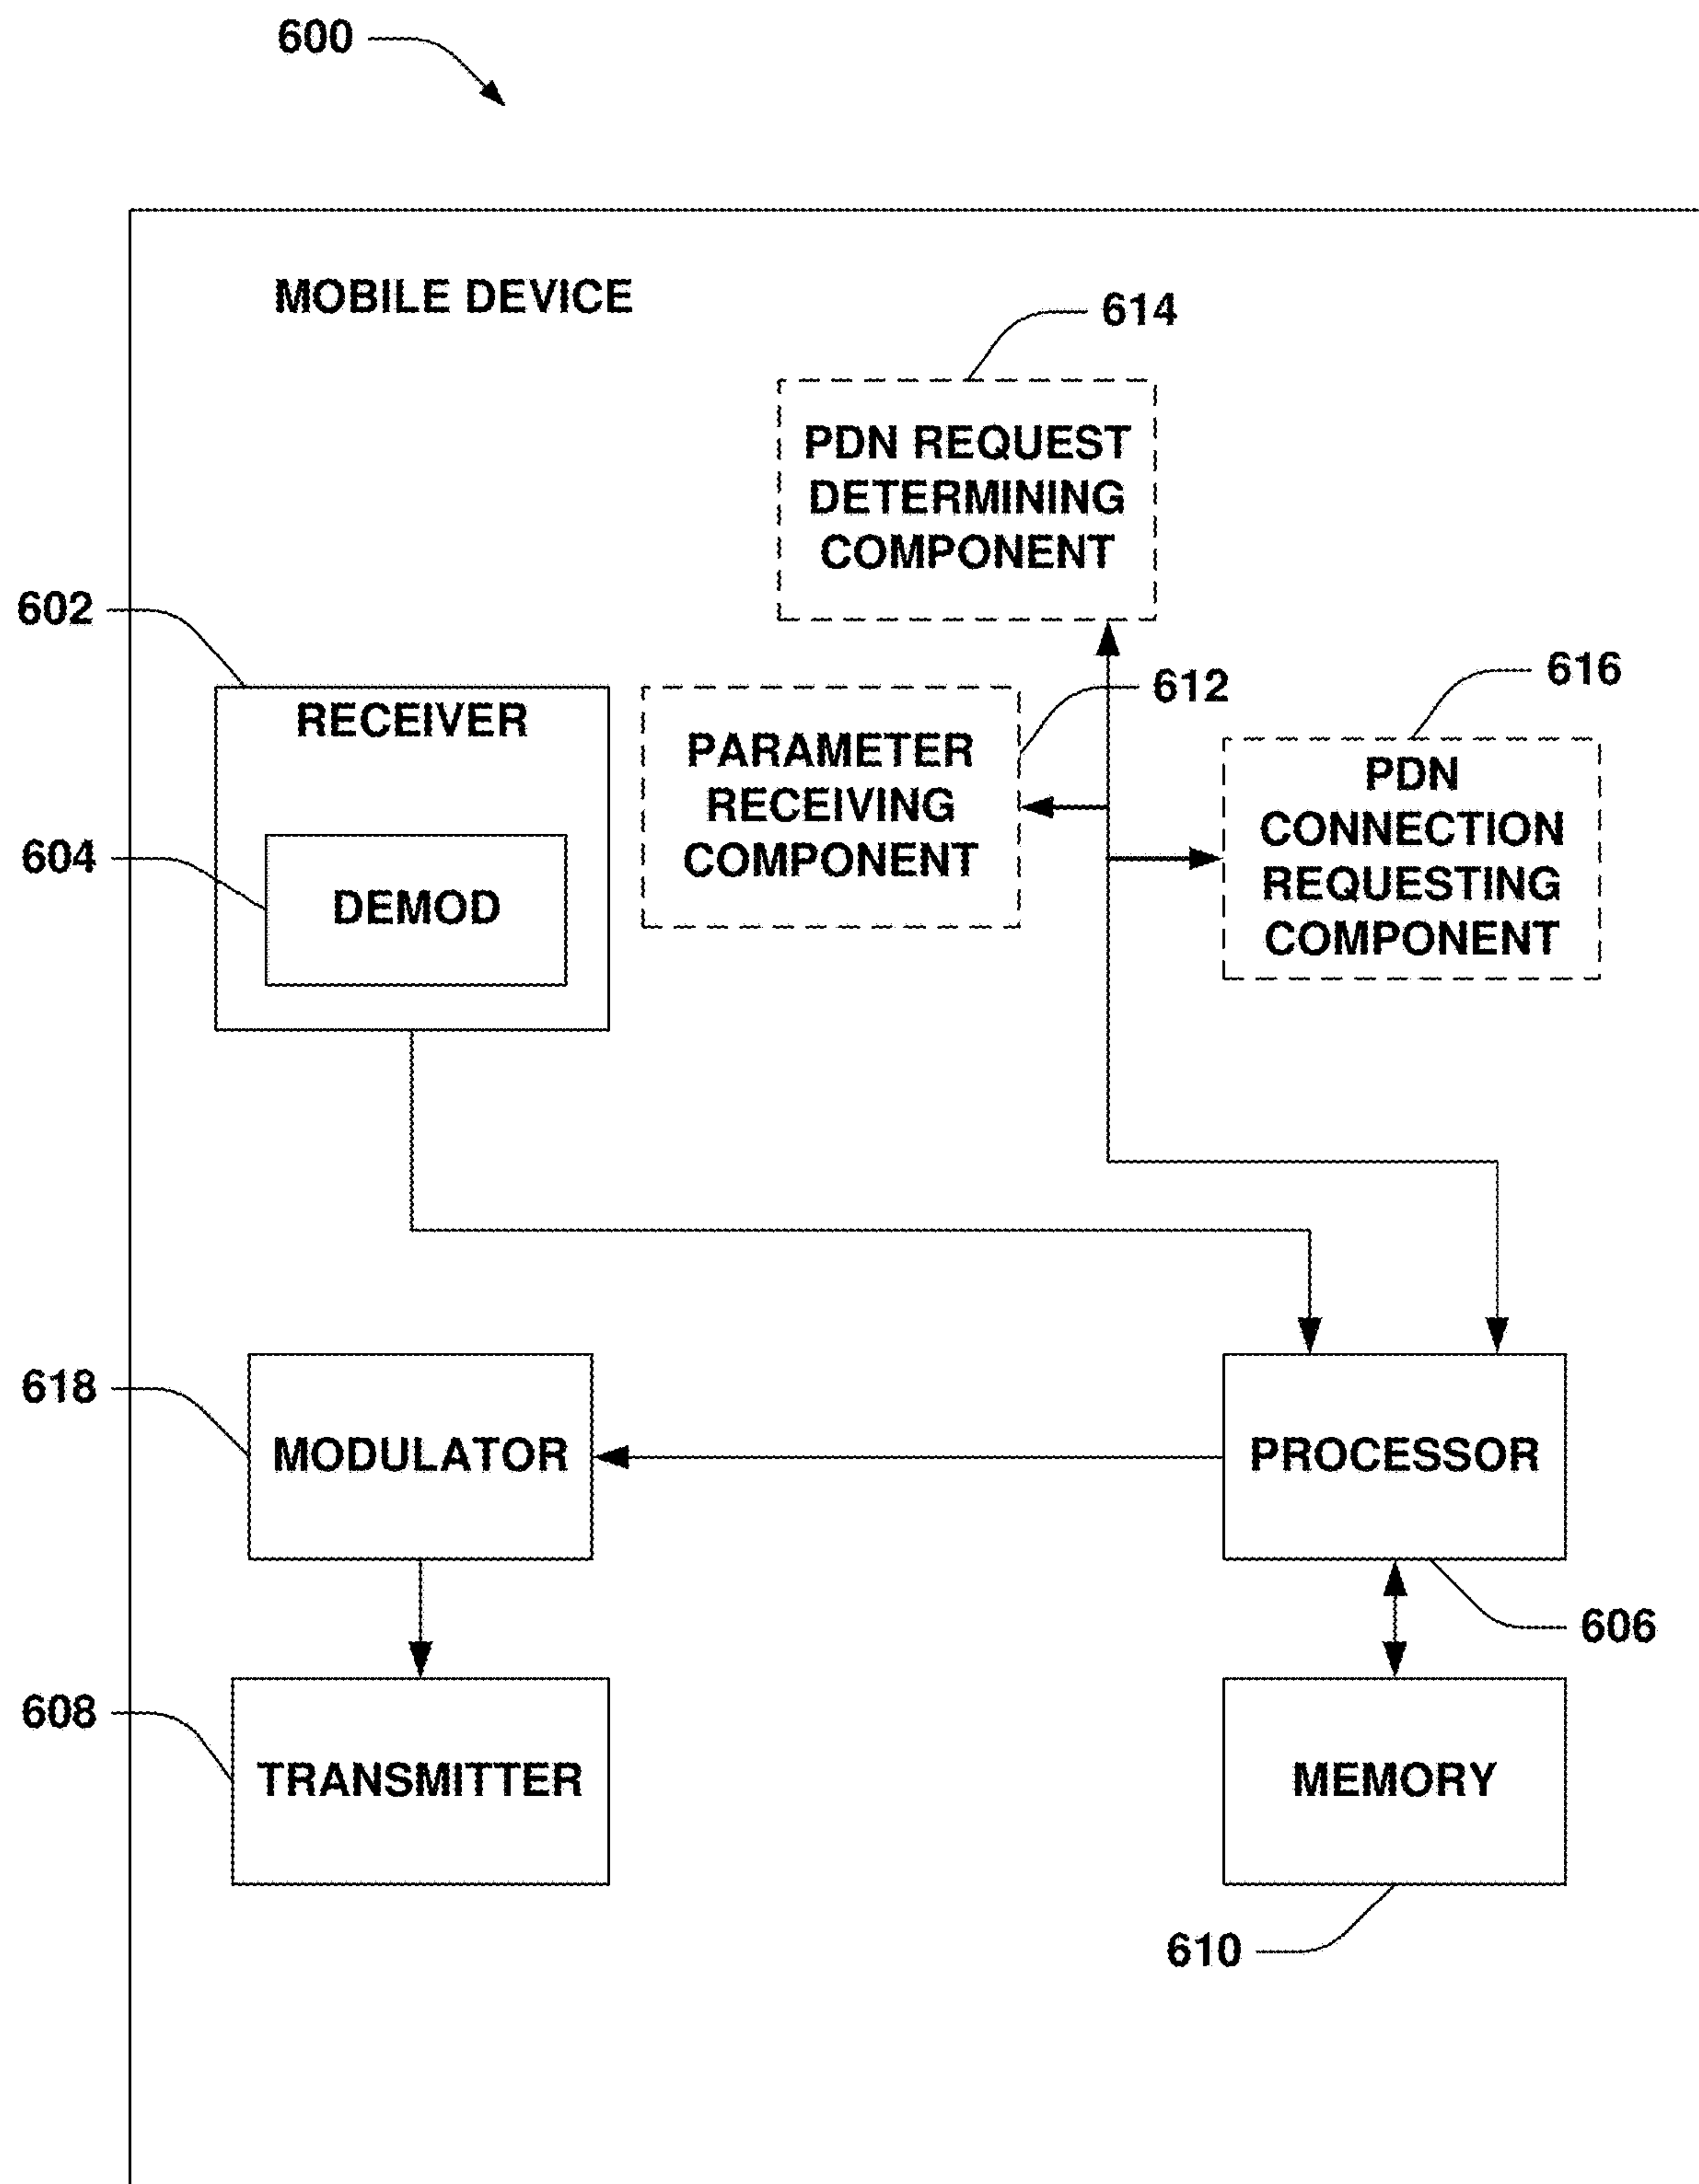 600
MOBILE DEVICE
614
PDN REQUEST
DETERMINING
COMPONENT
602
RECEIVER
604
DEMOD
612
PARAMETER
RECEIVING
COMPONENT
616
PDN
CONNECTION
REQUESTING
COMPONENT
618
MODULATOR
PROCESSOR
606
608
TRANSMITTER
MEMORY
610